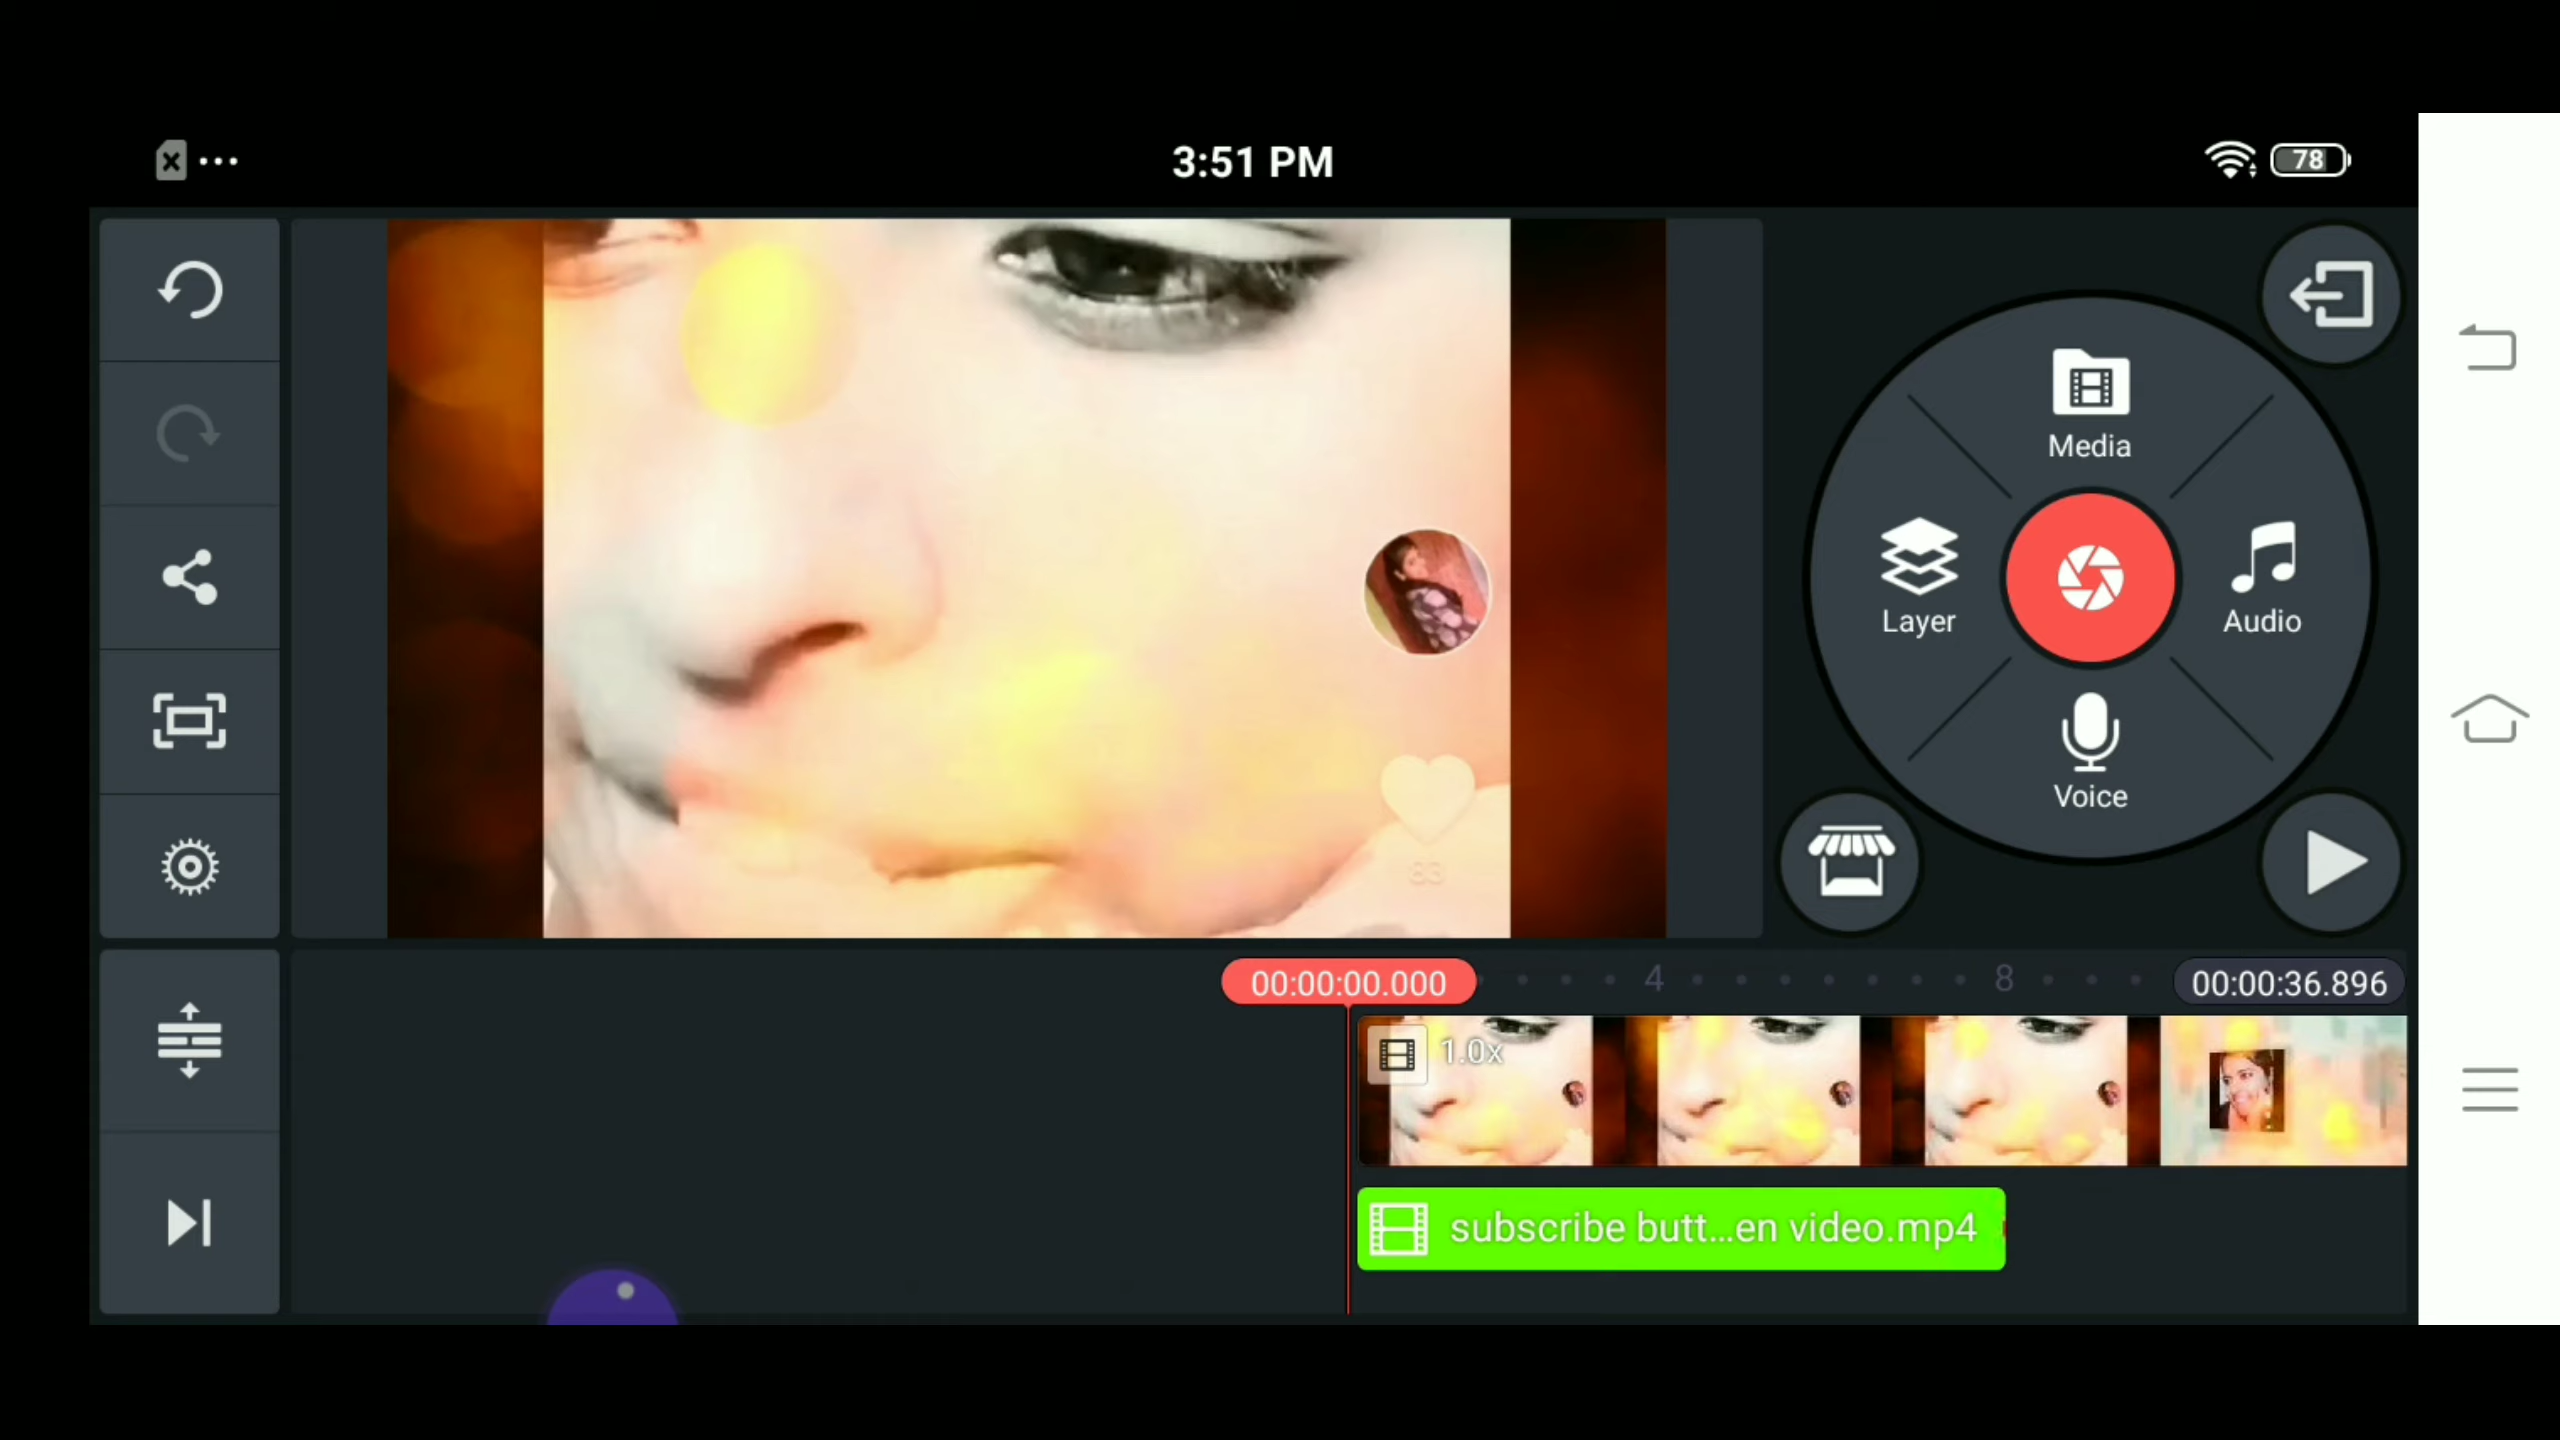 3:51 PM
78
Media
Layer
Audio
Voice
83
00:00:00.000
4
8
00:00:36.896
1.0x
subscribe butt...en video.mp4